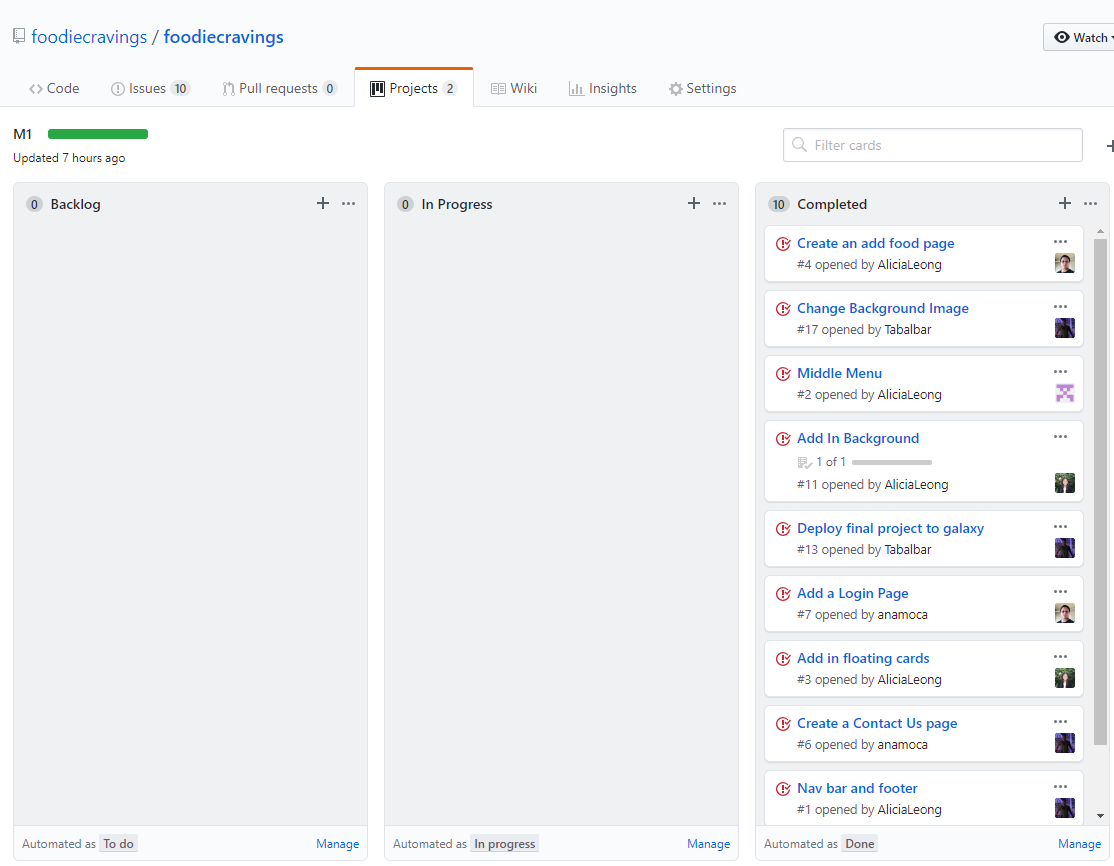 foodiecravings / foodiecravings
Watch
Code
Issues 10
Pull requests 0
Projects 2
Wiki
Insights
Settings
M1
Updated 7 hours ago
Filter cards
0 Backlog
Automated as To do
Manage
0 In Progress
Automated as In progress
Manage
10 Completed
Create an add food page
#4 opened by AliciaLeong
Change Background Image
#17 opened by Tabalbar
Middle Menu
#2 opened by AliciaLeong
Add In Background
1 of 1
#11 opened by AliciaLeong
Deploy final project to galaxy
#13 opened by Tabalbar
Add a Login Page
#7 opened by anamoca
Add in floating cards
#3 opened by AliciaLeong
Create a Contact Us page
#6 opened by anamoca
Nav bar and footer
#1 opened by AliciaLeong
Automated as Done
Manage